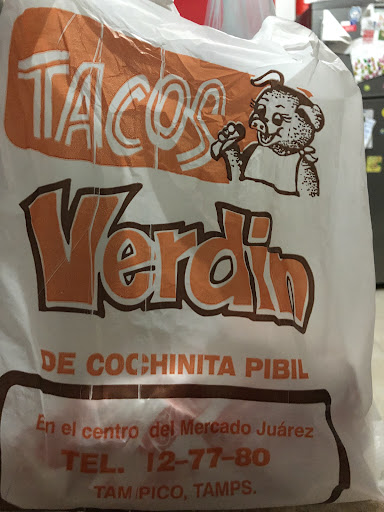 TACOS
Verdin
DE COCHINITA PIBIL
En el centro del Mercado Juárez
TEL. 12-77-80
TAMPICO, TAMPS.